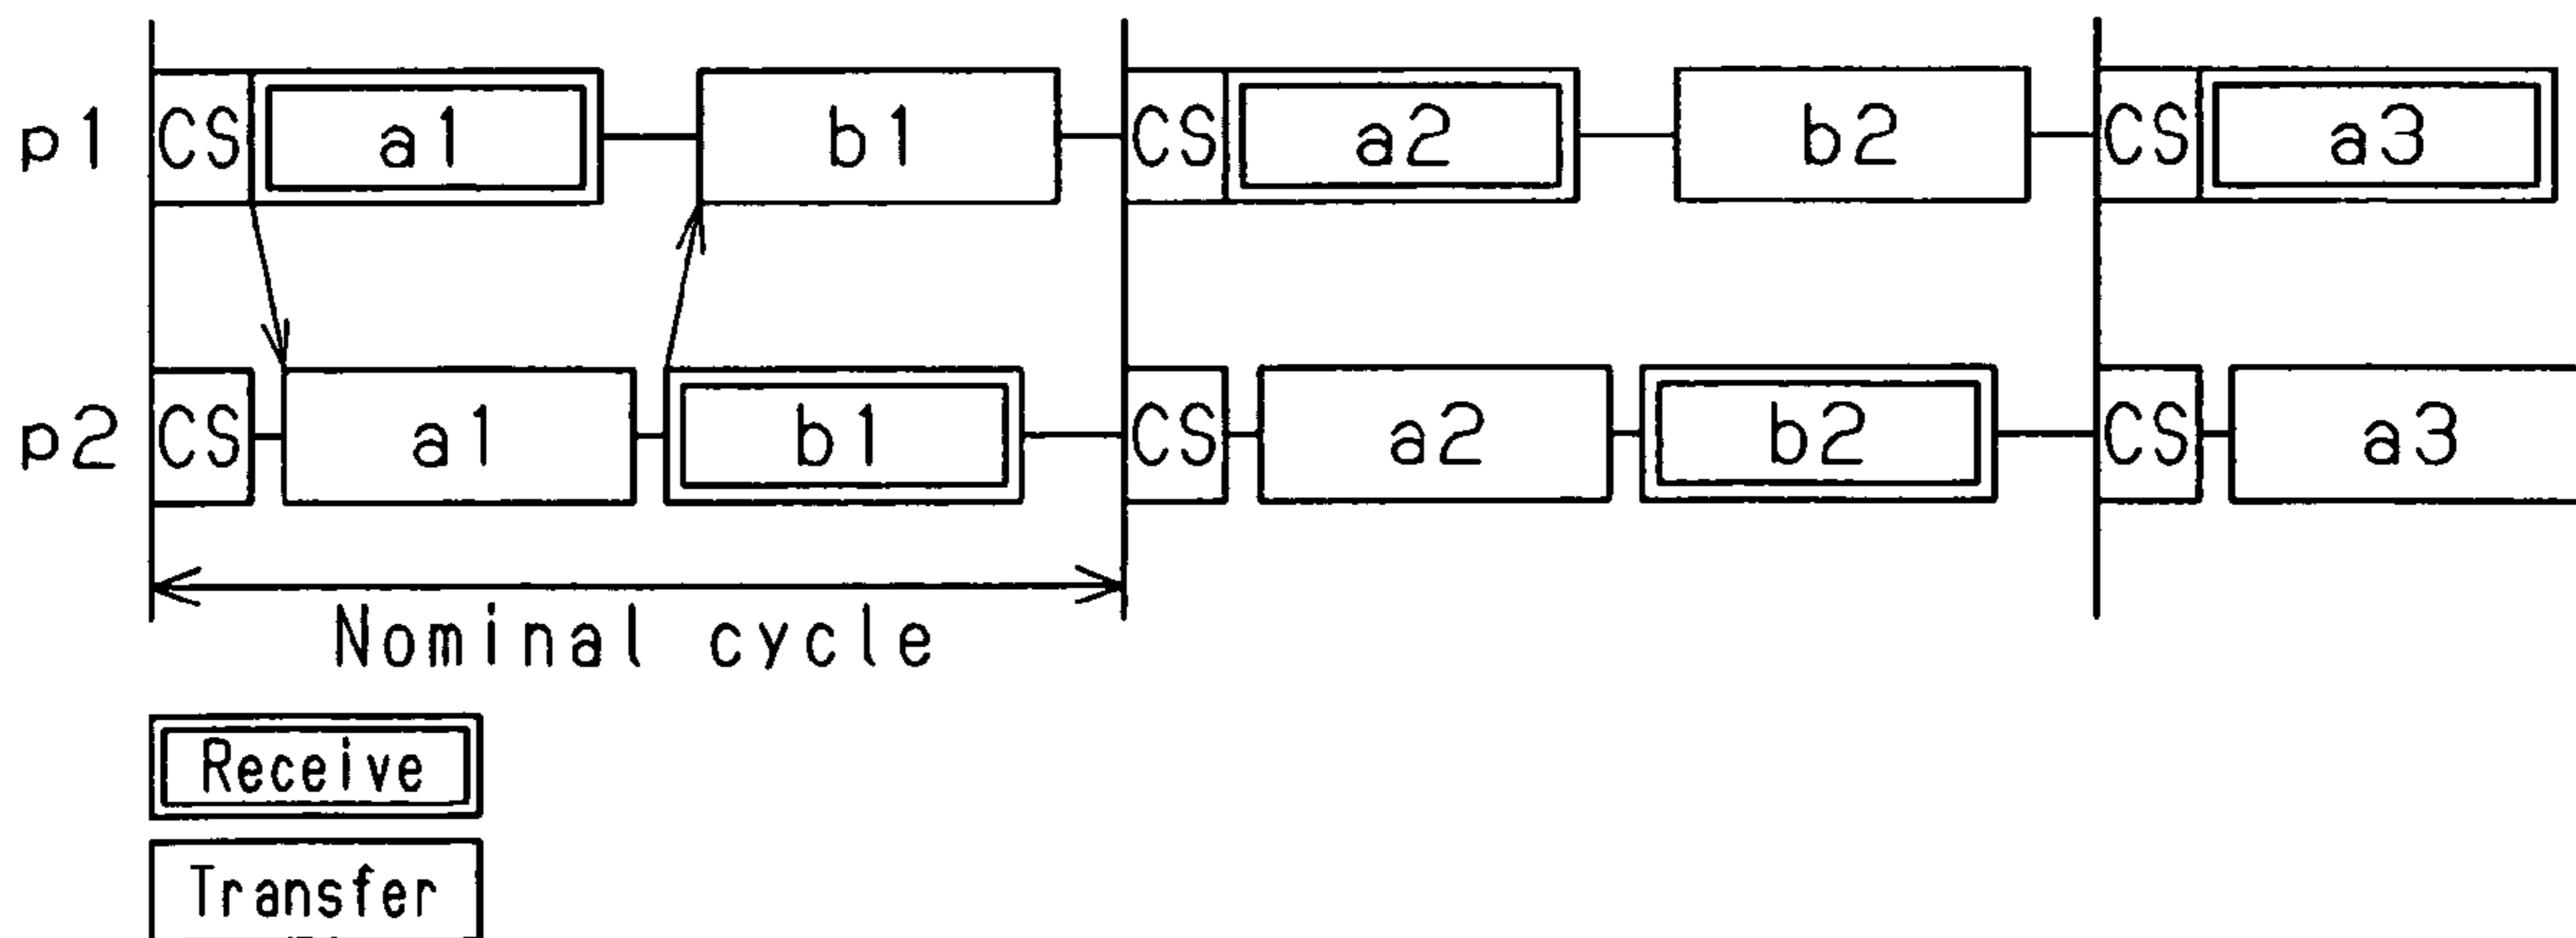 p1 CS a1 b1 CS a2 b2 CS a3
p2 CS a1 b1 CS a2 b2 CS a3
Nominal cycle
Receive
Transfer